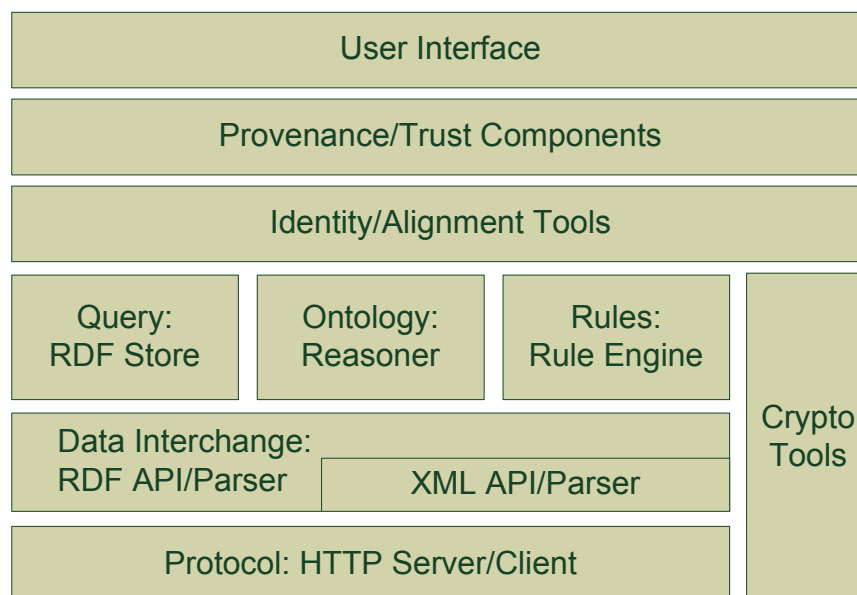 User Interface
Provenance/Trust Components
Identity/Alignment Tools
Query:
RDF Store
Ontology:
Reasoner
Rules:
Rule Engine
Crypto
Tools
Data Interchange:
RDF API/Parser
XML API/Parser
Protocol: HTTP Server/Client